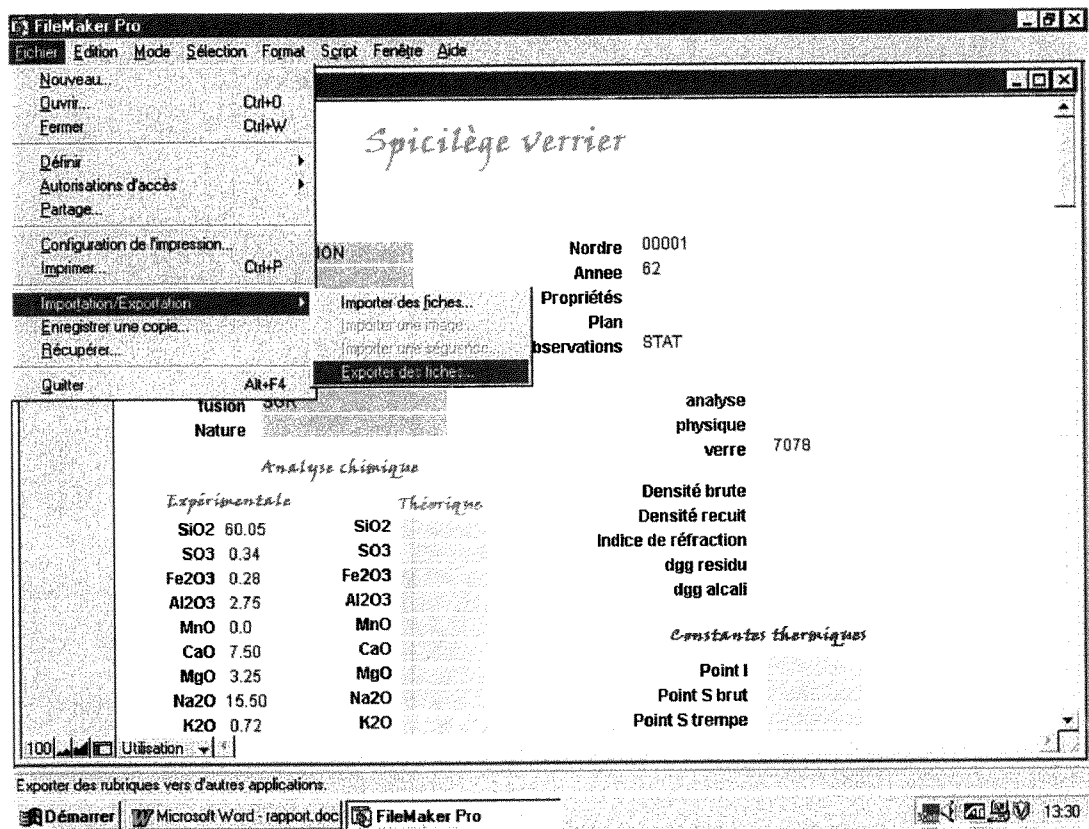 FileMaker Pro
Fichier Edition Mode Sélection Format Script Fenêtre Aide
Nouveau...
Ouvrir... Ctrl+O
Fermer Ctrl+W
Définir
Autorisations d'accès
Partage...
Configuration de l'impression...
Imprimer... Ctrl+P
Importation/Exportation
Enregistrer une copie...
Récupérer...
Quitter Alt+F4
Importer des fiches...
Importer une image...
Importer une séquence...
Exporter des fiches...
Spicilège verrier
ION
Nordre 00001
Annee 62
Propriétés
Plan
bservations STAT
fusion SGR
Nature
analyse
physique
verre 7078
Analyse chimique
Expérimentale
SiO2 60.05
SO3 0.34
Fe2O3 0.28
Al2O3 2.75
MnO 0.0
CaO 7.50
MgO 3.25
Na2O 15.50
K2O 0.72
Théorique
SiO2
SO3
Fe2O3
Al2O3
MnO
CaO
MgO
Na2O
K2O
Densité brute
Densité recuit
Indice de réfraction
dgg residu
dgg alcali
Constantes thermiques
Point I
Point S brut
Point S trempe
100 Utilisation
Exporter des rubriques vers d'autres applications.
Démarrer Microsoft Word - rapport.doc FileMaker Pro 13:30